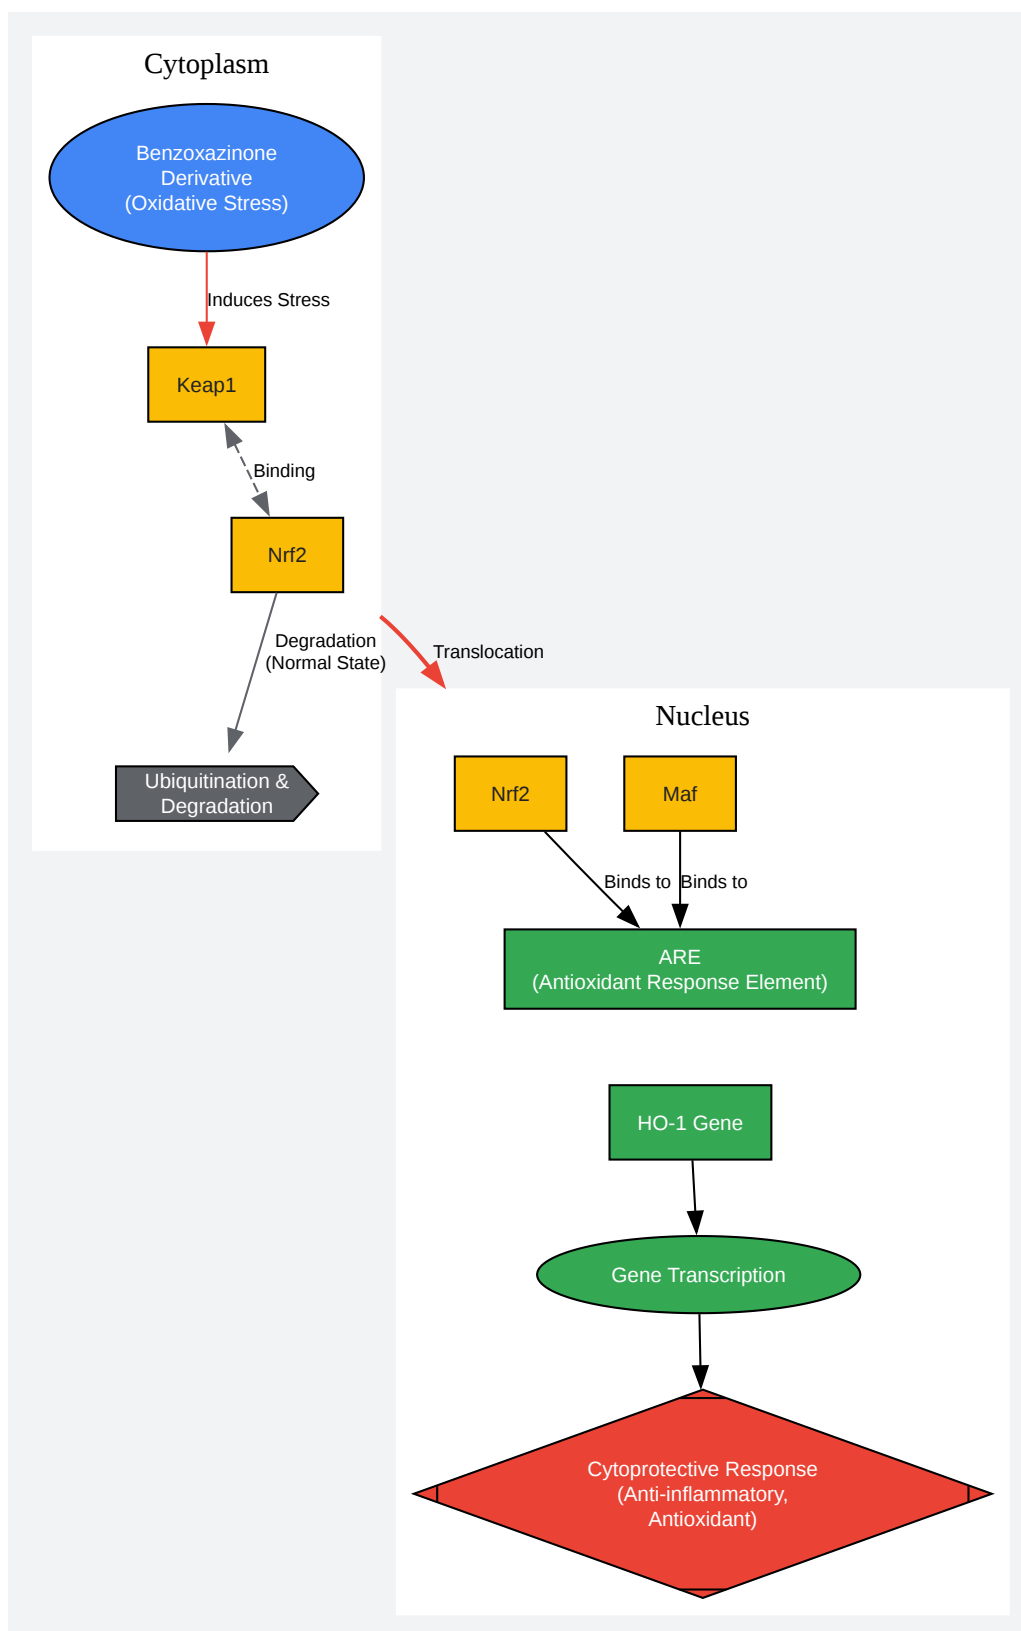 Cytoplasm
Benzoxazinone
Derivative
(Oxidative Stress)
Induces Stress
Keap1
Binding
Nrf2
Degradation
(Normal State)
Translocation
Ubiquitination &
Degradation
Nucleus
Nrf2
Maf
Binds to
Binds to
ARE
(Antioxidant Response Element)
HO-1 Gene
Gene Transcription
Cytoprotective Response
(Anti-inflammatory,
Antioxidant)